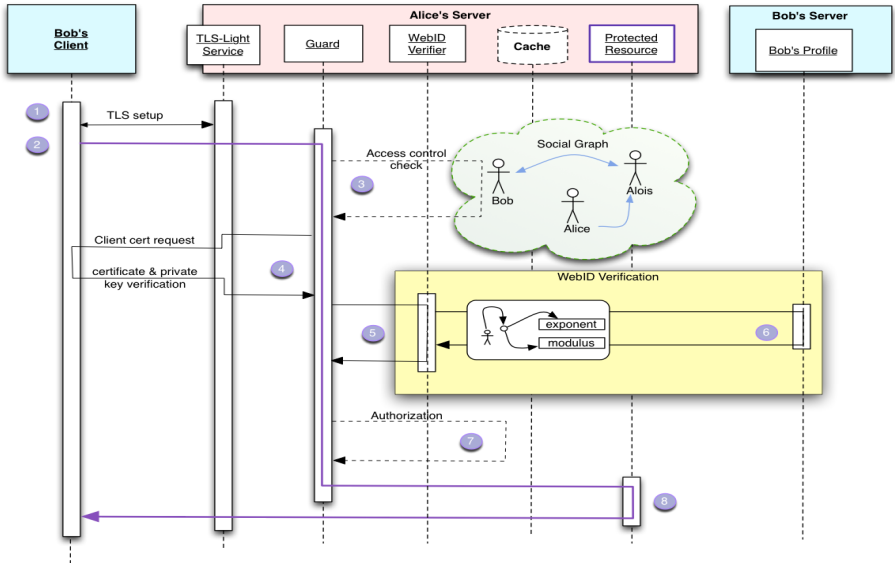 Alice's Server
Bob's Server
Bob's
Client
TLS-Light
Service
Guard
WebID
Verifier
Cache
Protected
Resource
Bob's Profile
1
TLS setup
2
Access control
check
3
Social Graph
Bob
Alois
Alice
Client cert request
4
certificate & private
key verification
WebID Verification
5
exponent
modulus
6
Authorization
7
8